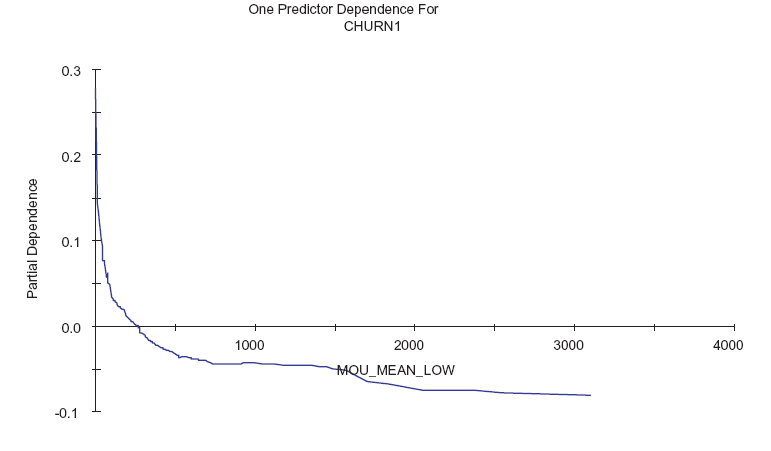 One Predictor Dependence For
CHURN1
0.3
0.2
0.1
0.0
-0.1
Partial Dependence
1000
2000
3000
4000
MOU_MEAN_LOW